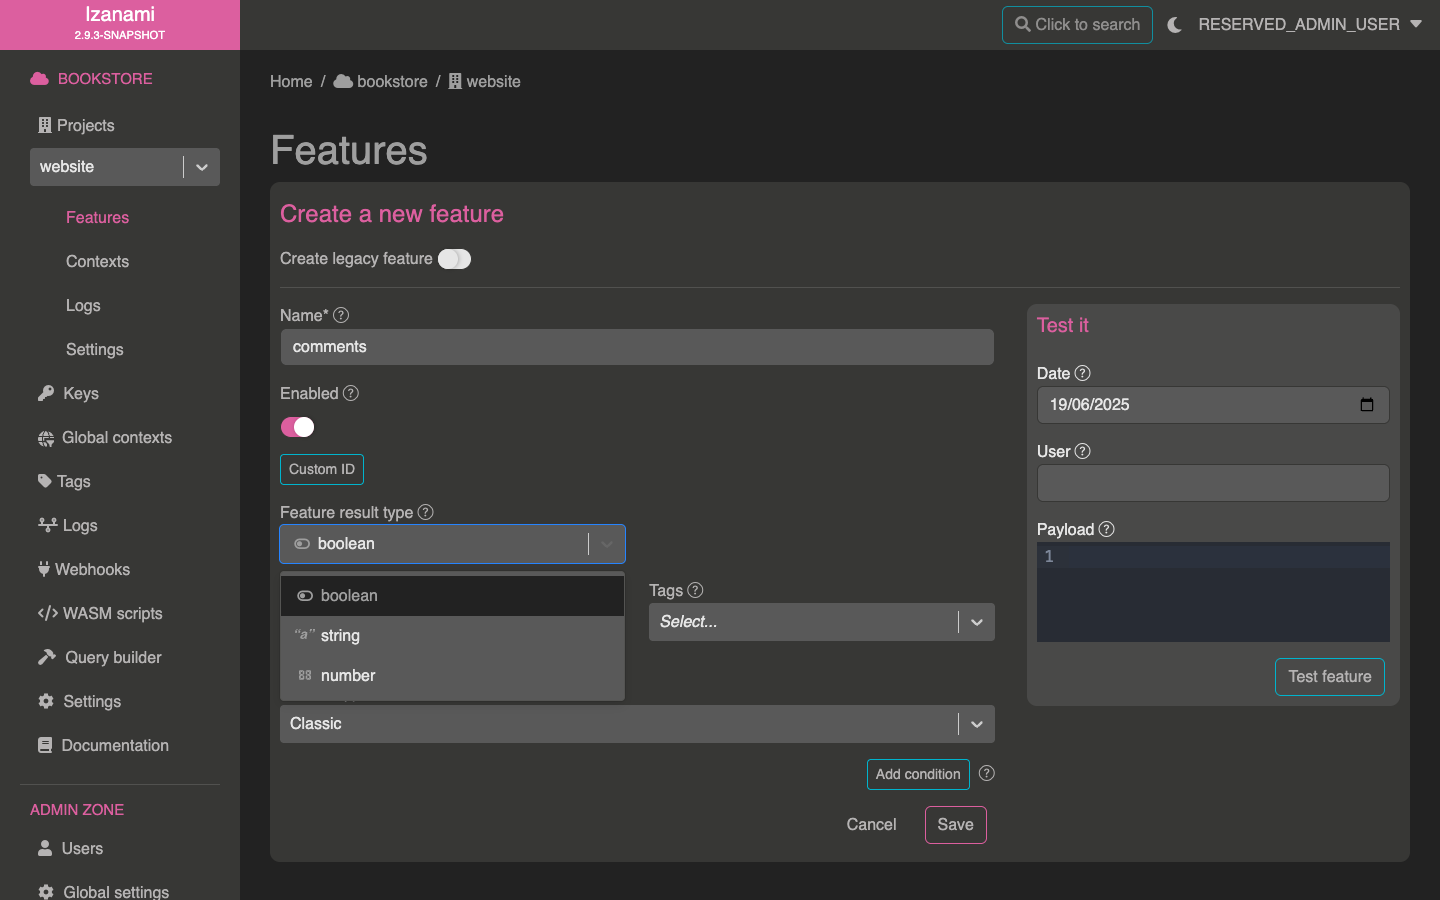 Izanami
2.9.3-SNAPSHOT
Click to search
RESERVED_ADMIN_USER
BOOKSTORE
Projects
website
Features
Contexts
Logs
Settings
Keys
Global contexts
Tags
Logs
Webhooks
WASM scripts
Query builder
Settings
Documentation
ADMIN ZONE
Users
Global settings
Home / bookstore / website
Features
Create a new feature
Create legacy feature
Name* ?
comments
Enabled ?
Custom ID
Feature result type ?
boolean
boolean
"a" string
number
Tags ?
Select...
Classic
Add condition ?
Cancel
Save
Test it
Date ?
19/06/2025
User ?
Payload ?
1
Test feature